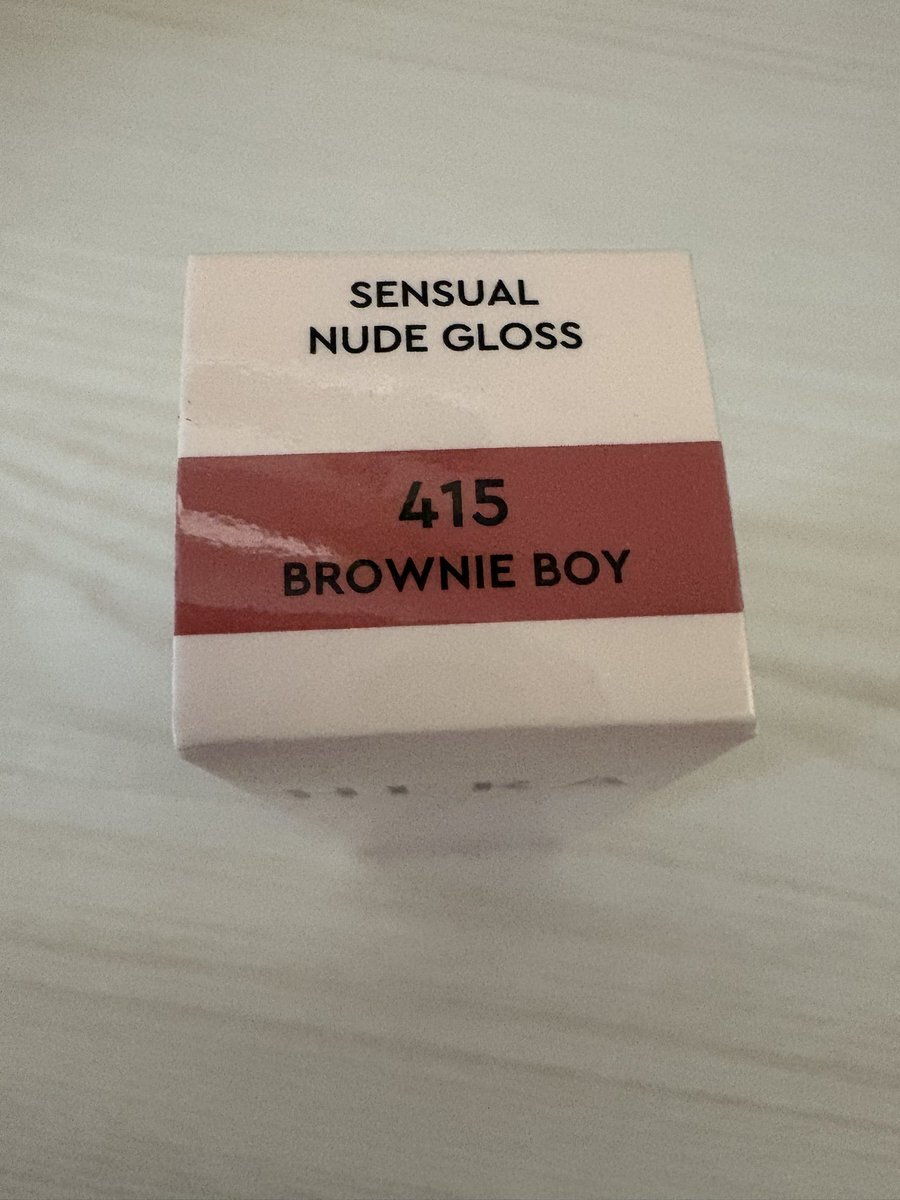 SENSUAL
NUDE GLOSS
415
BROWNIE BOY